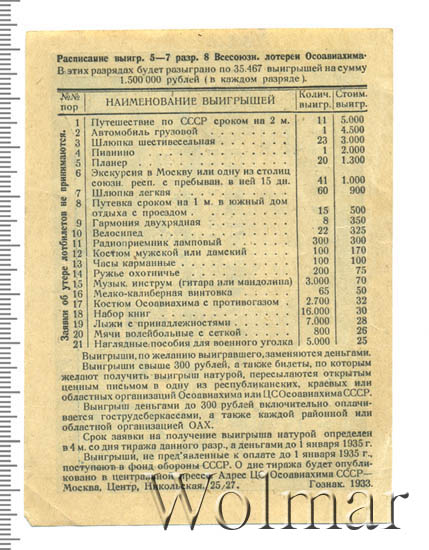 Расписание выигр. 5—7 разр. 8 Всесоюзн. лотереи Осоавиахима.
В этих разрядах будет разыграно по 35.467 выигрышей на сумму
1.500 000 рублей (в каждом разряде).
№№ пор НАИМЕНОВАНИЕ ВЫИГРЫШЕЙ Колич. выигр. Стоим. выигр.
1 Путешествие по СССР сроком на 2 м. 11 5.000
2 Автомобиль грузовой 1 4.500
3 Шлюпка шестивесельная 23 3.000
4 Пианино 1 2.000
5 Планер 20 1.300
6 Экскурсия в Москву или одну из столиц
союзн. респ. с пребыван. в ней 15 дн. 41 1.000
7 Шлюпка легкая 60 900
8 Путевка сроком на 1 м. в южный дом
отдыха с проездом 15 500
9 Гармония двухрядная 8 350
10 Велосипед 22 325
11 Радиоприемник ламповый 300 300
12 Костюм мужской или дамский 100 170
13 Часы карманные 100 100
14 Ружье охотничье 200 75
15 Музык. инструм (гитара или мандолина) 3.000 70
16 Мелко-калиберная винтовка 65 50
17 Костюм Осоавиахима с противогазом 2.700 32
18 Набор книг 16.000 30
19 Лыжи с принадлежностями 7.000 28
20 Мячи волейбольные с сеткой 800 26
21 Наглядные пособия для военного уголка 5.000 25
Заявки об утере лотбилетов не принимаются.
Выигрыши, по желанию выигравшего, заменяются деньгами.
Выигрыши свыше 300 рублей, а также билеты, по которым
желают получить выигрыш натурой, пересылаются открытым
ценным письмом в одну из республиканских, краевых или
областных организаций Осоавиахима или ЦС Осоавиахима СССР.
Выигрыш деньгами до 300 рублей включительно оплачи-
вается гострудсберкассами, а также каждой районной или
областной организацией ОАХ.
Срок заявки на получение выигрыша натурой определен
в 4 м. со дня тиража данного разр., а деньгами до 1 января 1935 г.
Выигрыши, не пред'явленные к оплате до 1 января 1935 г.,
поступают в фонд обороны СССР. О дне тиража будет опубли-
ковано в центральной прессе. Адрес ЦС Осоавиахима СССР—
Москва, Центр, Никольская, 25/27. Гознак. 1933.
Wolmar